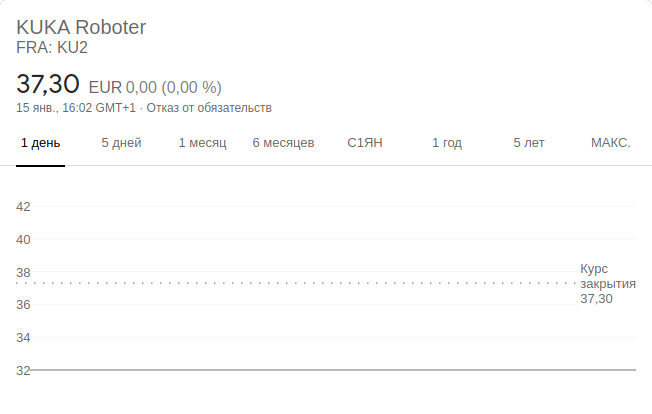 KUKA Roboter
FRA: KU2
37,30 EUR 0,00 (0,00 %)
15 янв., 16:02 GMT+1 · Отказ от обязательств
1 день 5 дней 1 месяц 6 месяцев С1ЯН 1 год 5 лет МАКС.
42
40
38
36
34
32
Курс
закрытия
37,30